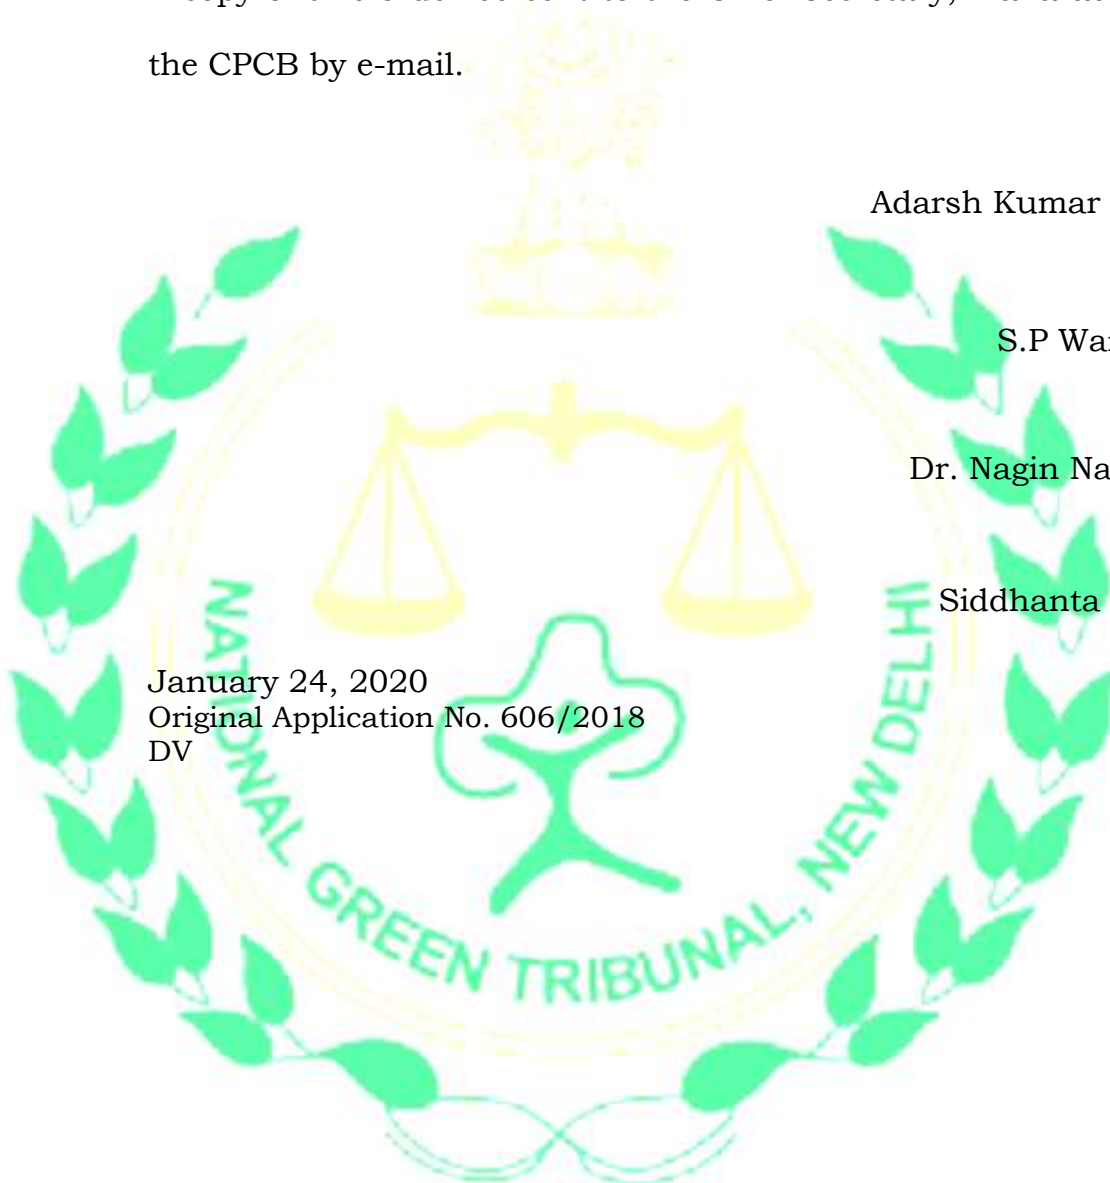 the CPCB by e-mail.
Adarsh Kumar
S.P
Dr. Nagin
Siddhanta
January 24, 2020
Original Application No. 606/2018
DV
NATIONAL GREEN TRIBUNAL, NEW DELHI